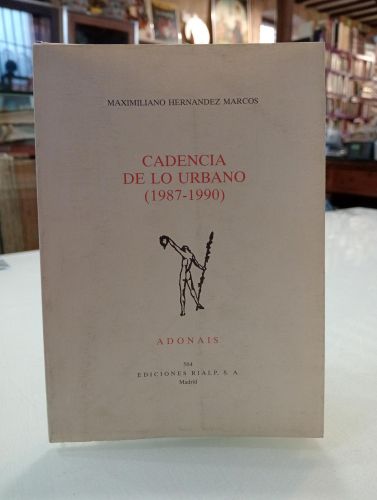 MAXIMILIANO HERNANDEZ MARCOS
CADENCIA
DE LO URBANO
(1987-1990)
ADONAIS
504
EDICIONES RIALP, S. A
Madrid